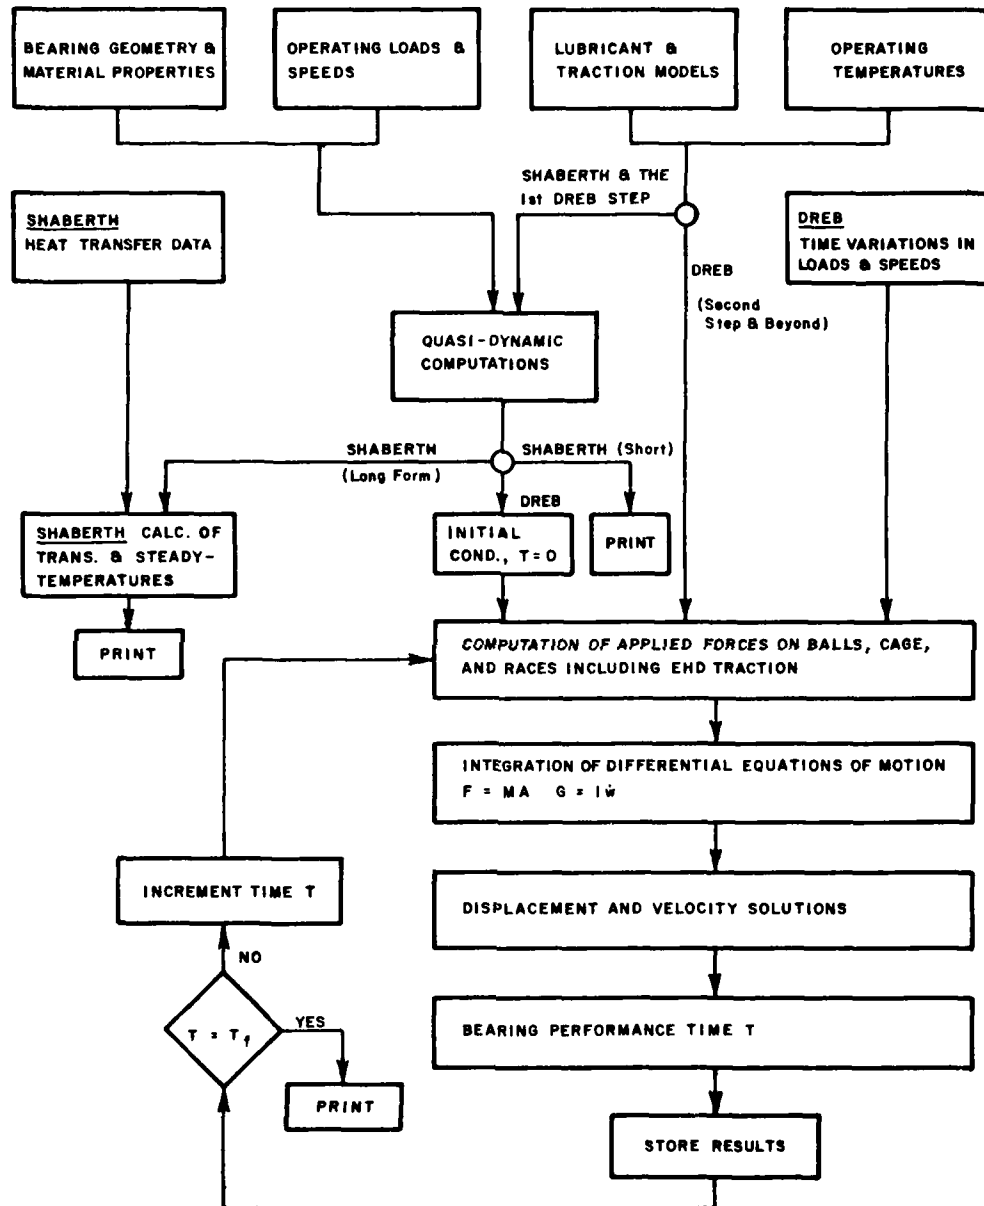 BEARING GEOMETRY &
MATERIAL PROPERTIES
OPERATING LOADS &
SPEEDS
LUBRICANT &
TRACTION MODELS
OPERATING
TEMPERATURES
SHABERTH & THE
1st DREB STEP
SHABERTH
HEAT TRANSFER DATA
DREB
TIME VARIATIONS IN
LOADS & SPEEDS
DREB
(Second
Step & Beyond)
QUASI-DYNAMIC
COMPUTATIONS
SHABERTH
(Long Form)
SHABERTH (Short)
DREB
SHABERTH CALC. OF
TRANS. & STEADY-
TEMPERATURES
INITIAL
COND., T=0
PRINT
PRINT
COMPUTATION OF APPLIED FORCES ON BALLS, CAGE,
AND RACES INCLUDING EHD TRACTION
INTEGRATION OF DIFFERENTIAL EQUATIONS OF MOTION
F = MA G = Iẇ
INCREMENT TIME T
DISPLACEMENT AND VELOCITY SOLUTIONS
NO
T = Tf
YES
BEARING PERFORMANCE TIME T
PRINT
STORE RESULTS